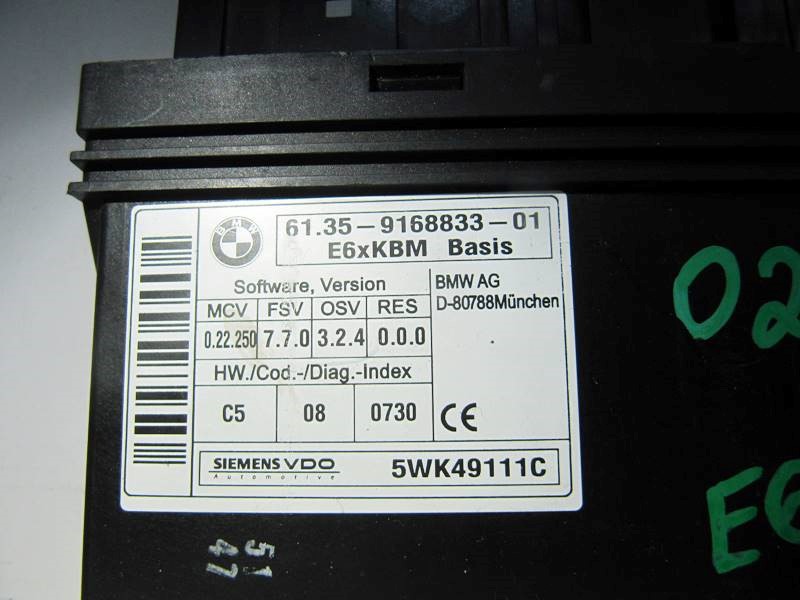 BMW
61.35-9168833-01
E6xKBM Basis
Software, Version
MCV FSV OSV RES
0.22.250 7.7.0 3.2.4 0.0.0
HW./Cod.-/Diag.-Index
C5 08 0730
BMW AG
D-80788München
CE
SIEMENS VDO
Automotive
5WK49111C
02
E6